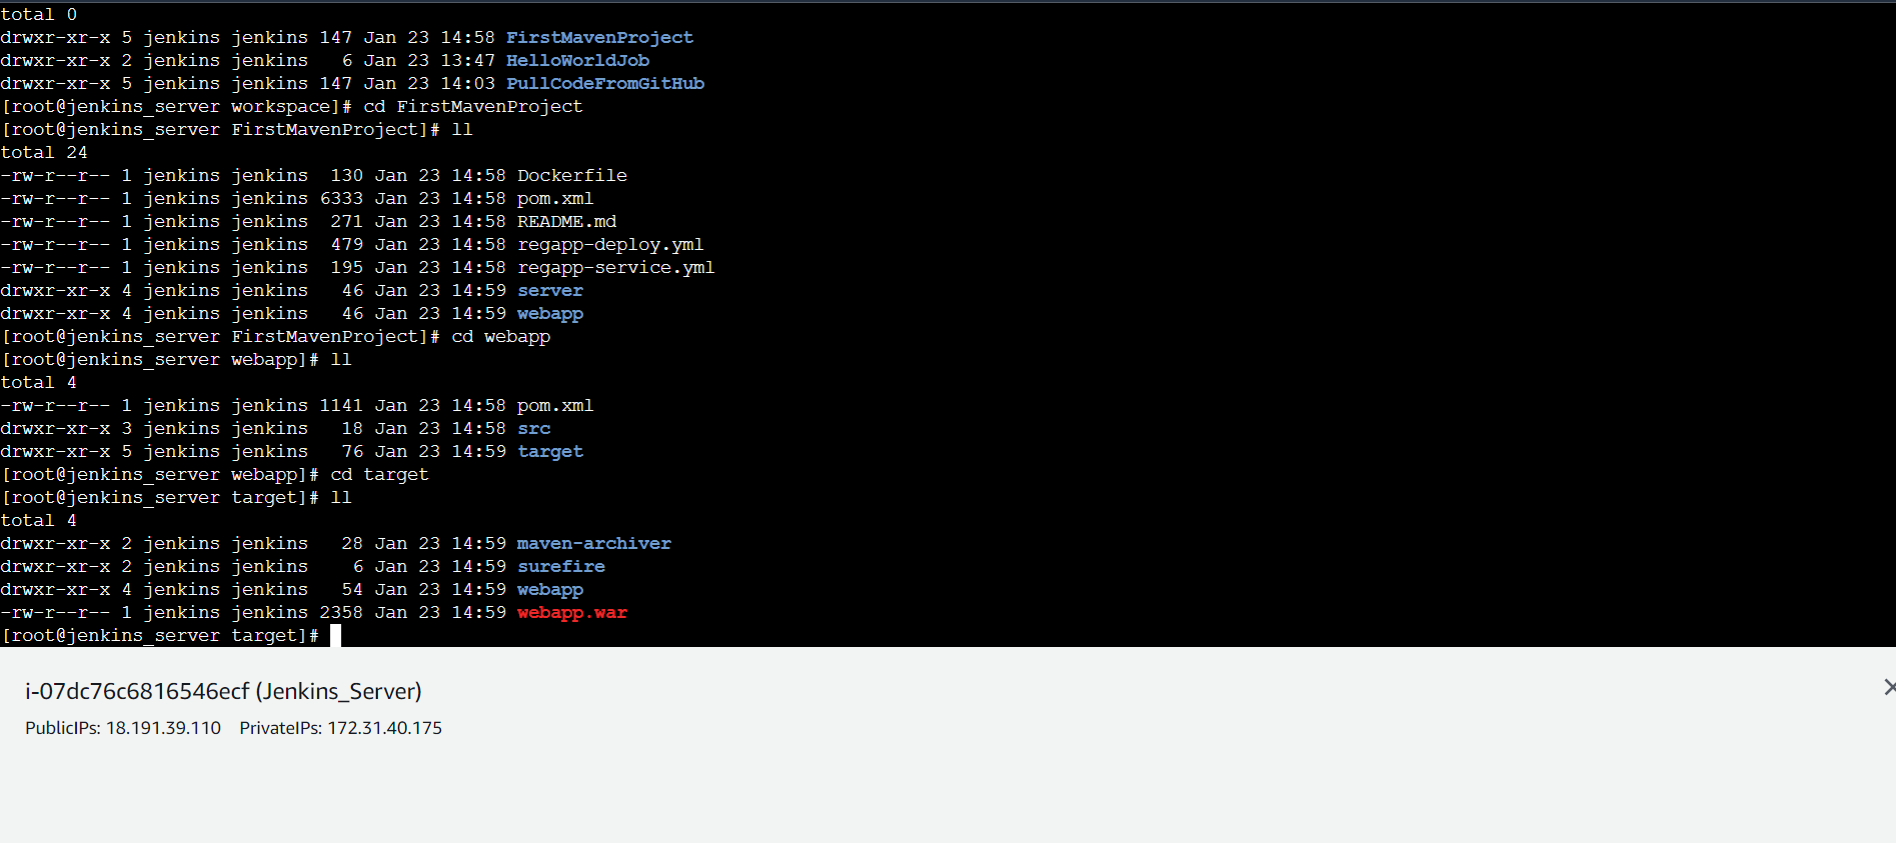 total 0
drwxr-xr-x 5 jenkins jenkins 147 Jan 23 14:58 FirstMavenProject
drwxr-xr-x 2 jenkins jenkins   6 Jan 23 13:47 HelloWorldJob
drwxr-xr-x 5 jenkins jenkins 147 Jan 23 14:03 PullCodeFromGitHub
[root@jenkins_server workspace]# cd FirstMavenProject
[root@jenkins_server FirstMavenProject]# ll
total 24
-rw-r--r-- 1 jenkins jenkins  130 Jan 23 14:58 Dockerfile
-rw-r--r-- 1 jenkins jenkins 6333 Jan 23 14:58 pom.xml
-rw-r--r-- 1 jenkins jenkins  271 Jan 23 14:58 README.md
-rw-r--r-- 1 jenkins jenkins  479 Jan 23 14:58 regapp-deploy.yml
-rw-r--r-- 1 jenkins jenkins  195 Jan 23 14:58 regapp-service.yml
drwxr-xr-x 4 jenkins jenkins   46 Jan 23 14:59 server
drwxr-xr-x 4 jenkins jenkins   46 Jan 23 14:59 webapp
[root@jenkins_server FirstMavenProject]# cd webapp
[root@jenkins_server webapp]# ll
total 4
-rw-r--r-- 1 jenkins jenkins 1141 Jan 23 14:58 pom.xml
drwxr-xr-x 3 jenkins jenkins   18 Jan 23 14:58 src
drwxr-xr-x 5 jenkins jenkins   76 Jan 23 14:59 target
[root@jenkins_server webapp]# cd target
[root@jenkins_server target]# ll
total 4
drwxr-xr-x 2 jenkins jenkins   28 Jan 23 14:59 maven-archiver
drwxr-xr-x 2 jenkins jenkins    6 Jan 23 14:59 surefire
drwxr-xr-x 4 jenkins jenkins   54 Jan 23 14:59 webapp
-rw-r--r-- 1 jenkins jenkins 2358 Jan 23 14:59 webapp.war
[root@jenkins_server target]#
i-07dc76c6816546ecf (Jenkins_Server)
PublicIPs: 18.191.39.110 PrivateIPs: 172.31.40.175